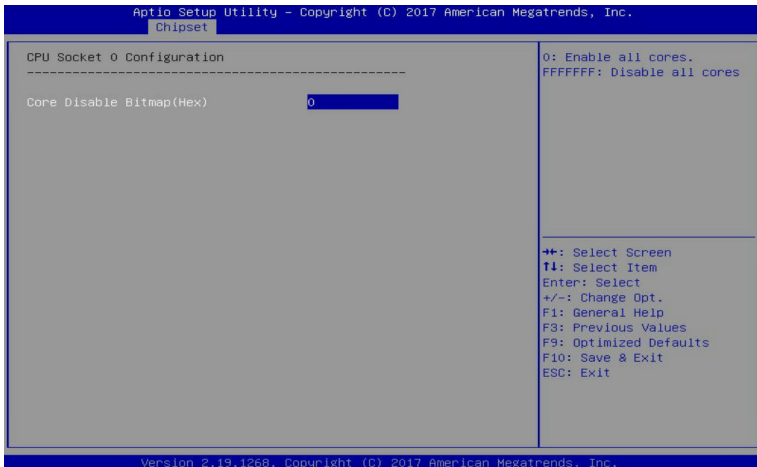 Aptio Setup Utility – Copyright (C) 2017 American Megatrends, Inc.
Chipset
CPU Socket 0 Configuration
--------------------------------------------------
Core Disable Bitmap(Hex) 0
0: Enable all cores.
FFFFFFF: Disable all cores
→←: Select Screen
↑↓: Select Item
Enter: Select
+/-: Change Opt.
F1: General Help
F3: Previous Values
F9: Optimized Defaults
F10: Save & Exit
ESC: Exit
Version 2.19.1268. Copyright (C) 2017 American Megatrends, Inc.